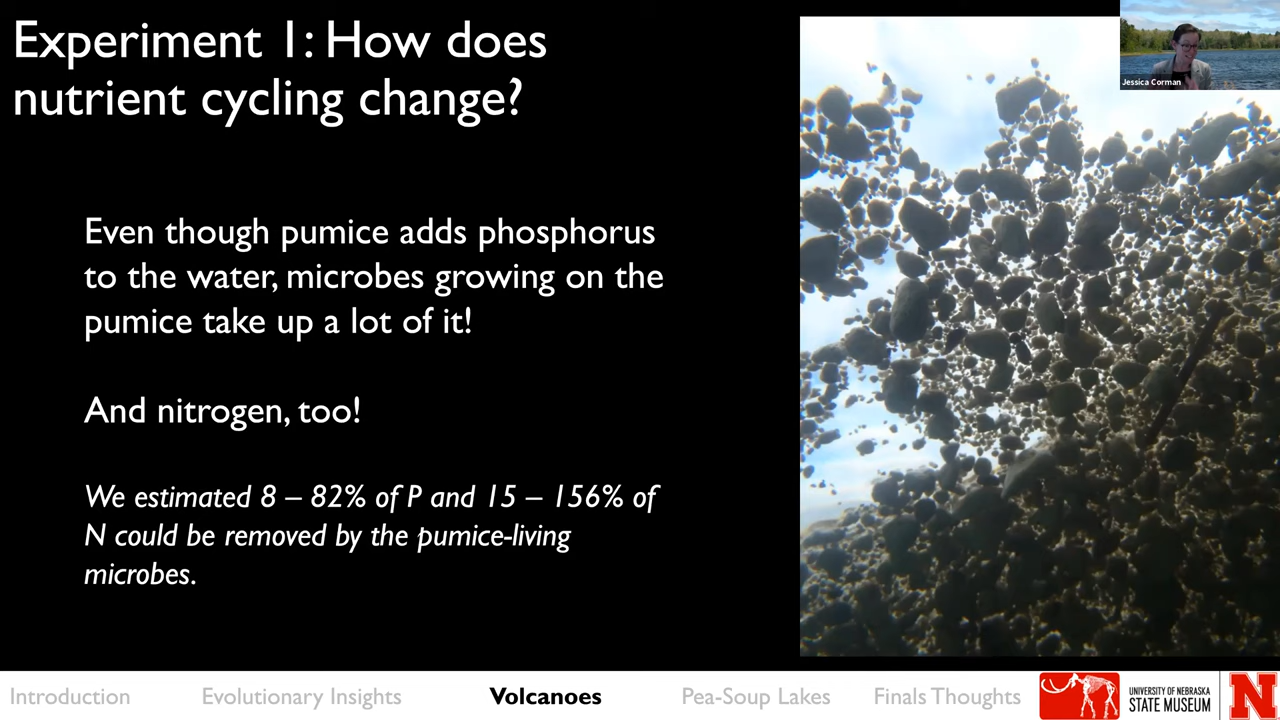 Experiment 1: How does
nutrient cycling change?
Jessica Corman
Even though pumice adds phosphorus
to the water, microbes growing on the
pumice take up a lot of it!
And nitrogen, too!
We estimated 8 – 82% of P and 15 – 156% of
N could be removed by the pumice-living
microbes.
Introduction
Evolutionary Insights
Volcanoes
Pea-Soup Lakes
Finals Thoughts
UNIVERSITY OF NEBRASKA
STATE MUSEUM
N